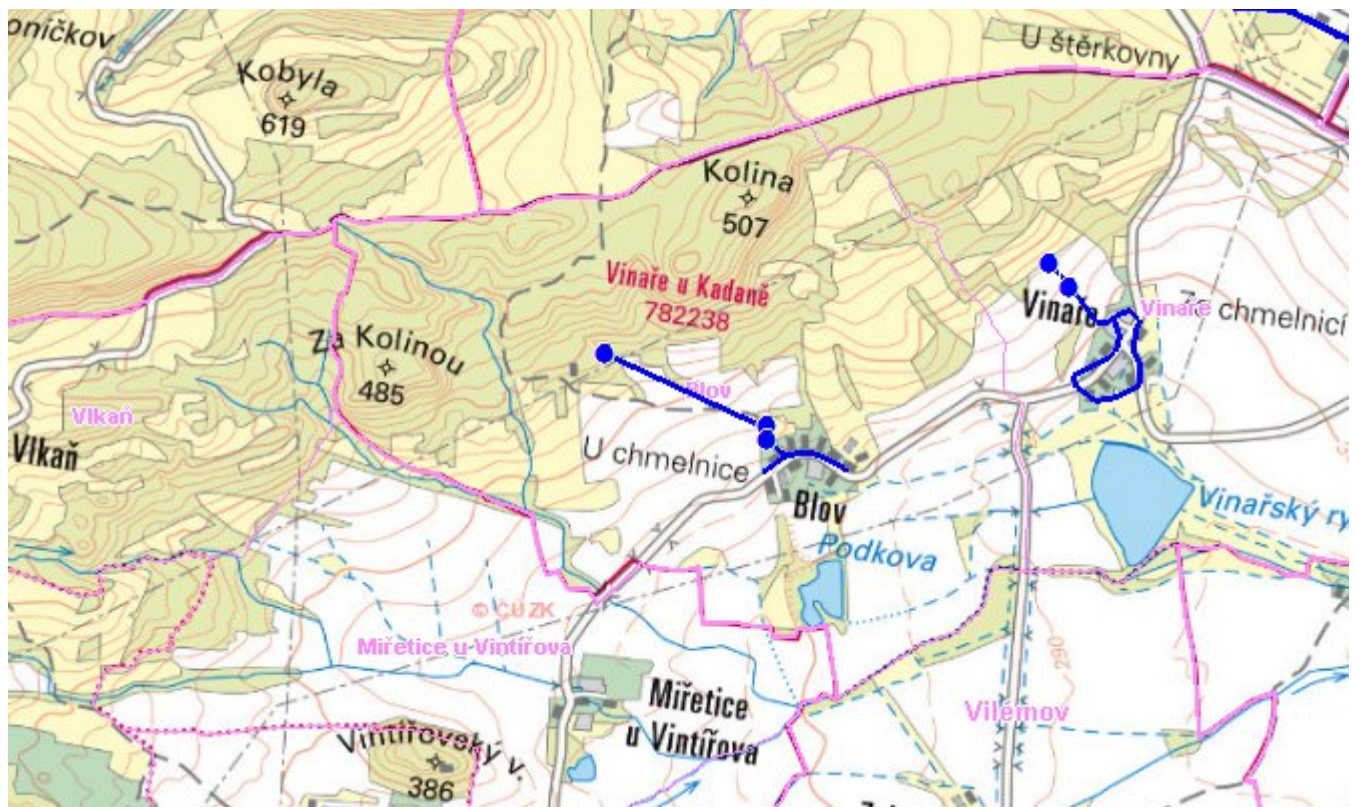 oníčkov
Kobyla
619
U štěrkovny
Kolina
507
Vinaře u Kadaně
782238
Za Kolinou
485
Vlkaň
Vlkaň
Blov
Vinaře
Vinaře
Za chmelnicí
U chmelnice
Blov
Podkova
Vinařský ry
© ČÚZK
Miřetice u Vintířova
Miřetice
u Vintířova
Vilémov
290
Vintířovský v.
386